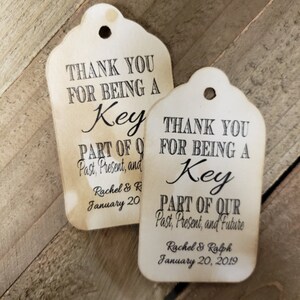 THANK YOU
FOR BEING A
Key
PART OF OUR
Past, Present, and
Rachel &
January 20
THANK YOU
FOR BEING A
Key
PART OF OUR
Past, Present, and Future
Rachel & Ralph
January 20, 2019